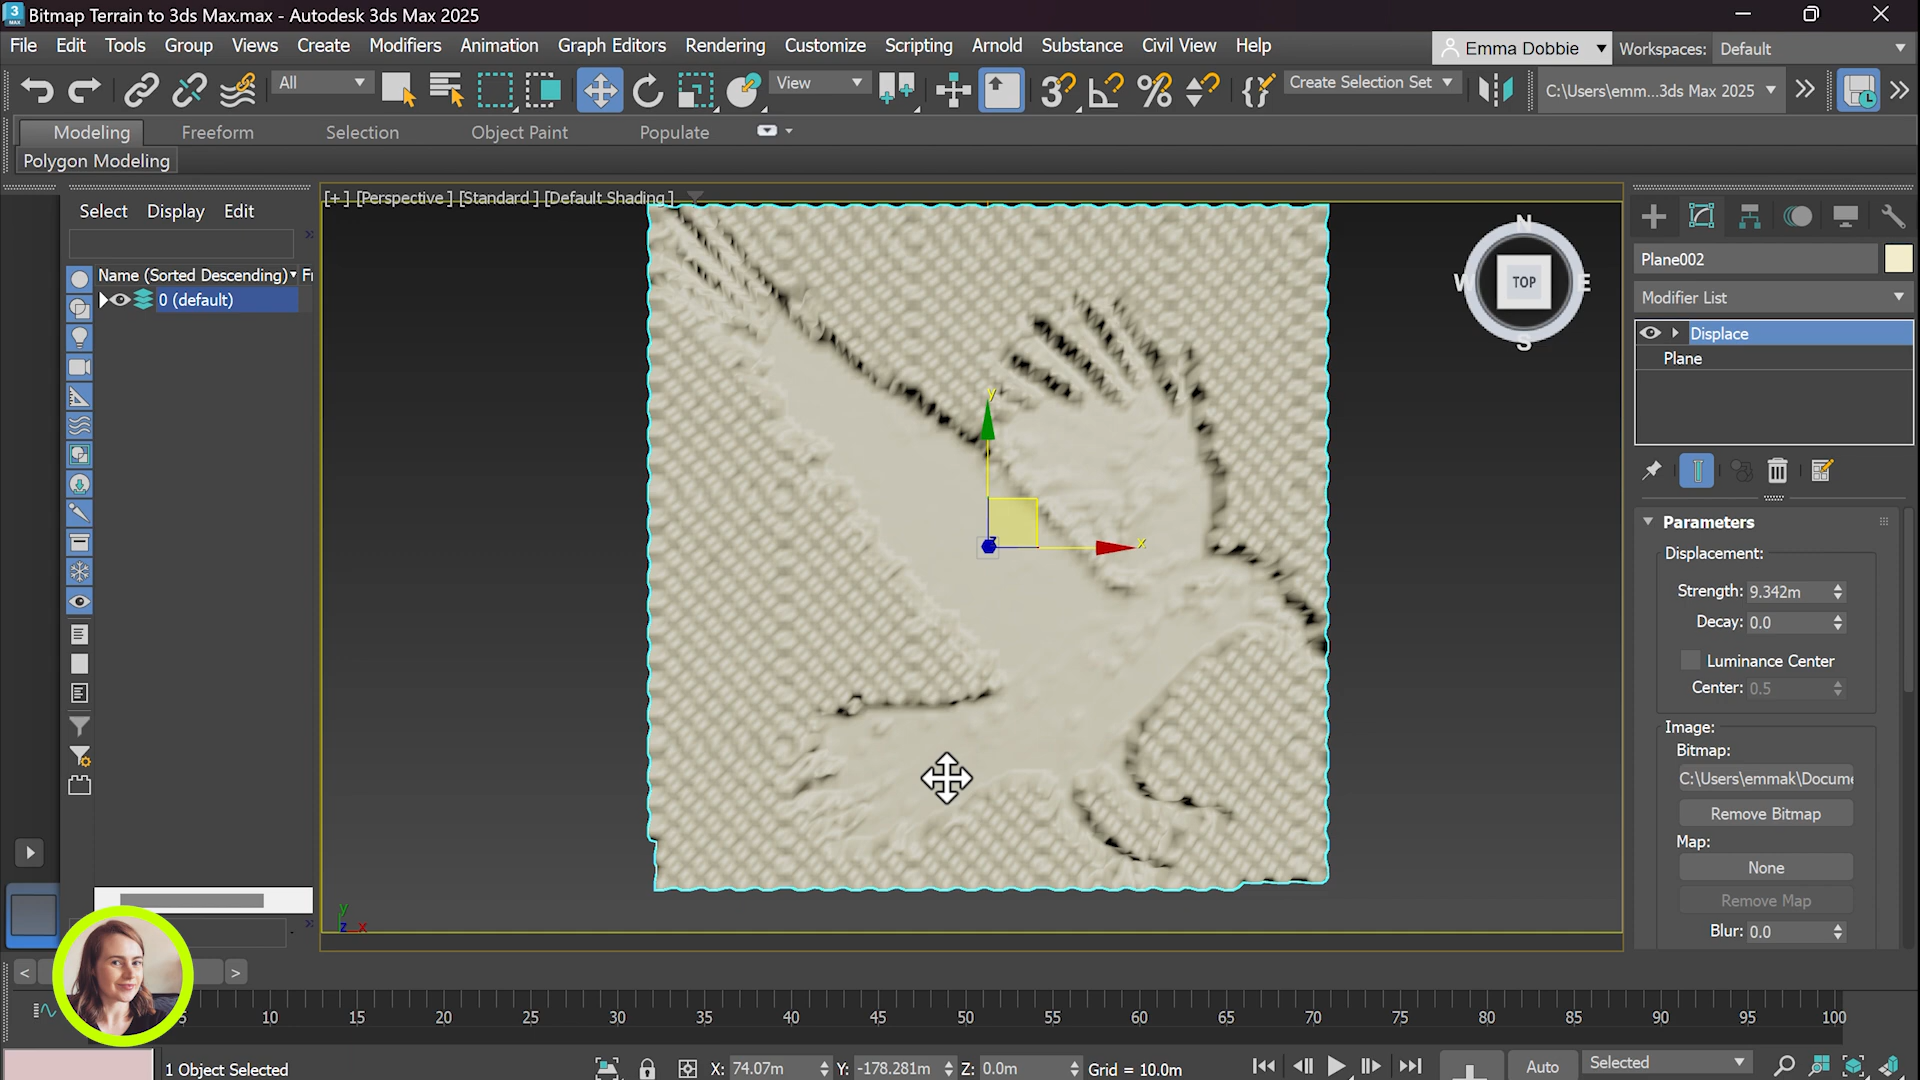 Bitmap Terrain to 3ds Max.max - Autodesk 3ds Max 2025
File Edit Tools Group Views Create Modifiers Animation Graph Editors Rendering Customize Scripting Arnold Substance Civil View Help
Emma Dobbie
Workspaces: Default
All
View
Create Selection Set
C:\Users\emm...3ds Max 2025
Modeling Freeform Selection Object Paint Populate
Polygon Modeling
Select Display Edit
Name (Sorted Descending) Fr
0 (default)
[+] [Perspective ] [Standard ] [Default Shading ]
N
W TOP E
S
y
x
z
y
z x
Plane002
Modifier List
Displace
Plane
Parameters
Displacement:
Strength: 9.342m
Decay: 0.0
Luminance Center
Center: 0.5
Image:
Bitmap:
C:\Users\emmak\Docume
Remove Bitmap
Map:
None
Remove Map
Blur: 0.0
< >
5 10 15 20 25 30 35 40 45 50 55 60 65 70 75 80 85 90 95 100
1 Object Selected
X: 74.07m Y: -178.281m Z: 0.0m Grid = 10.0m
Auto Selected